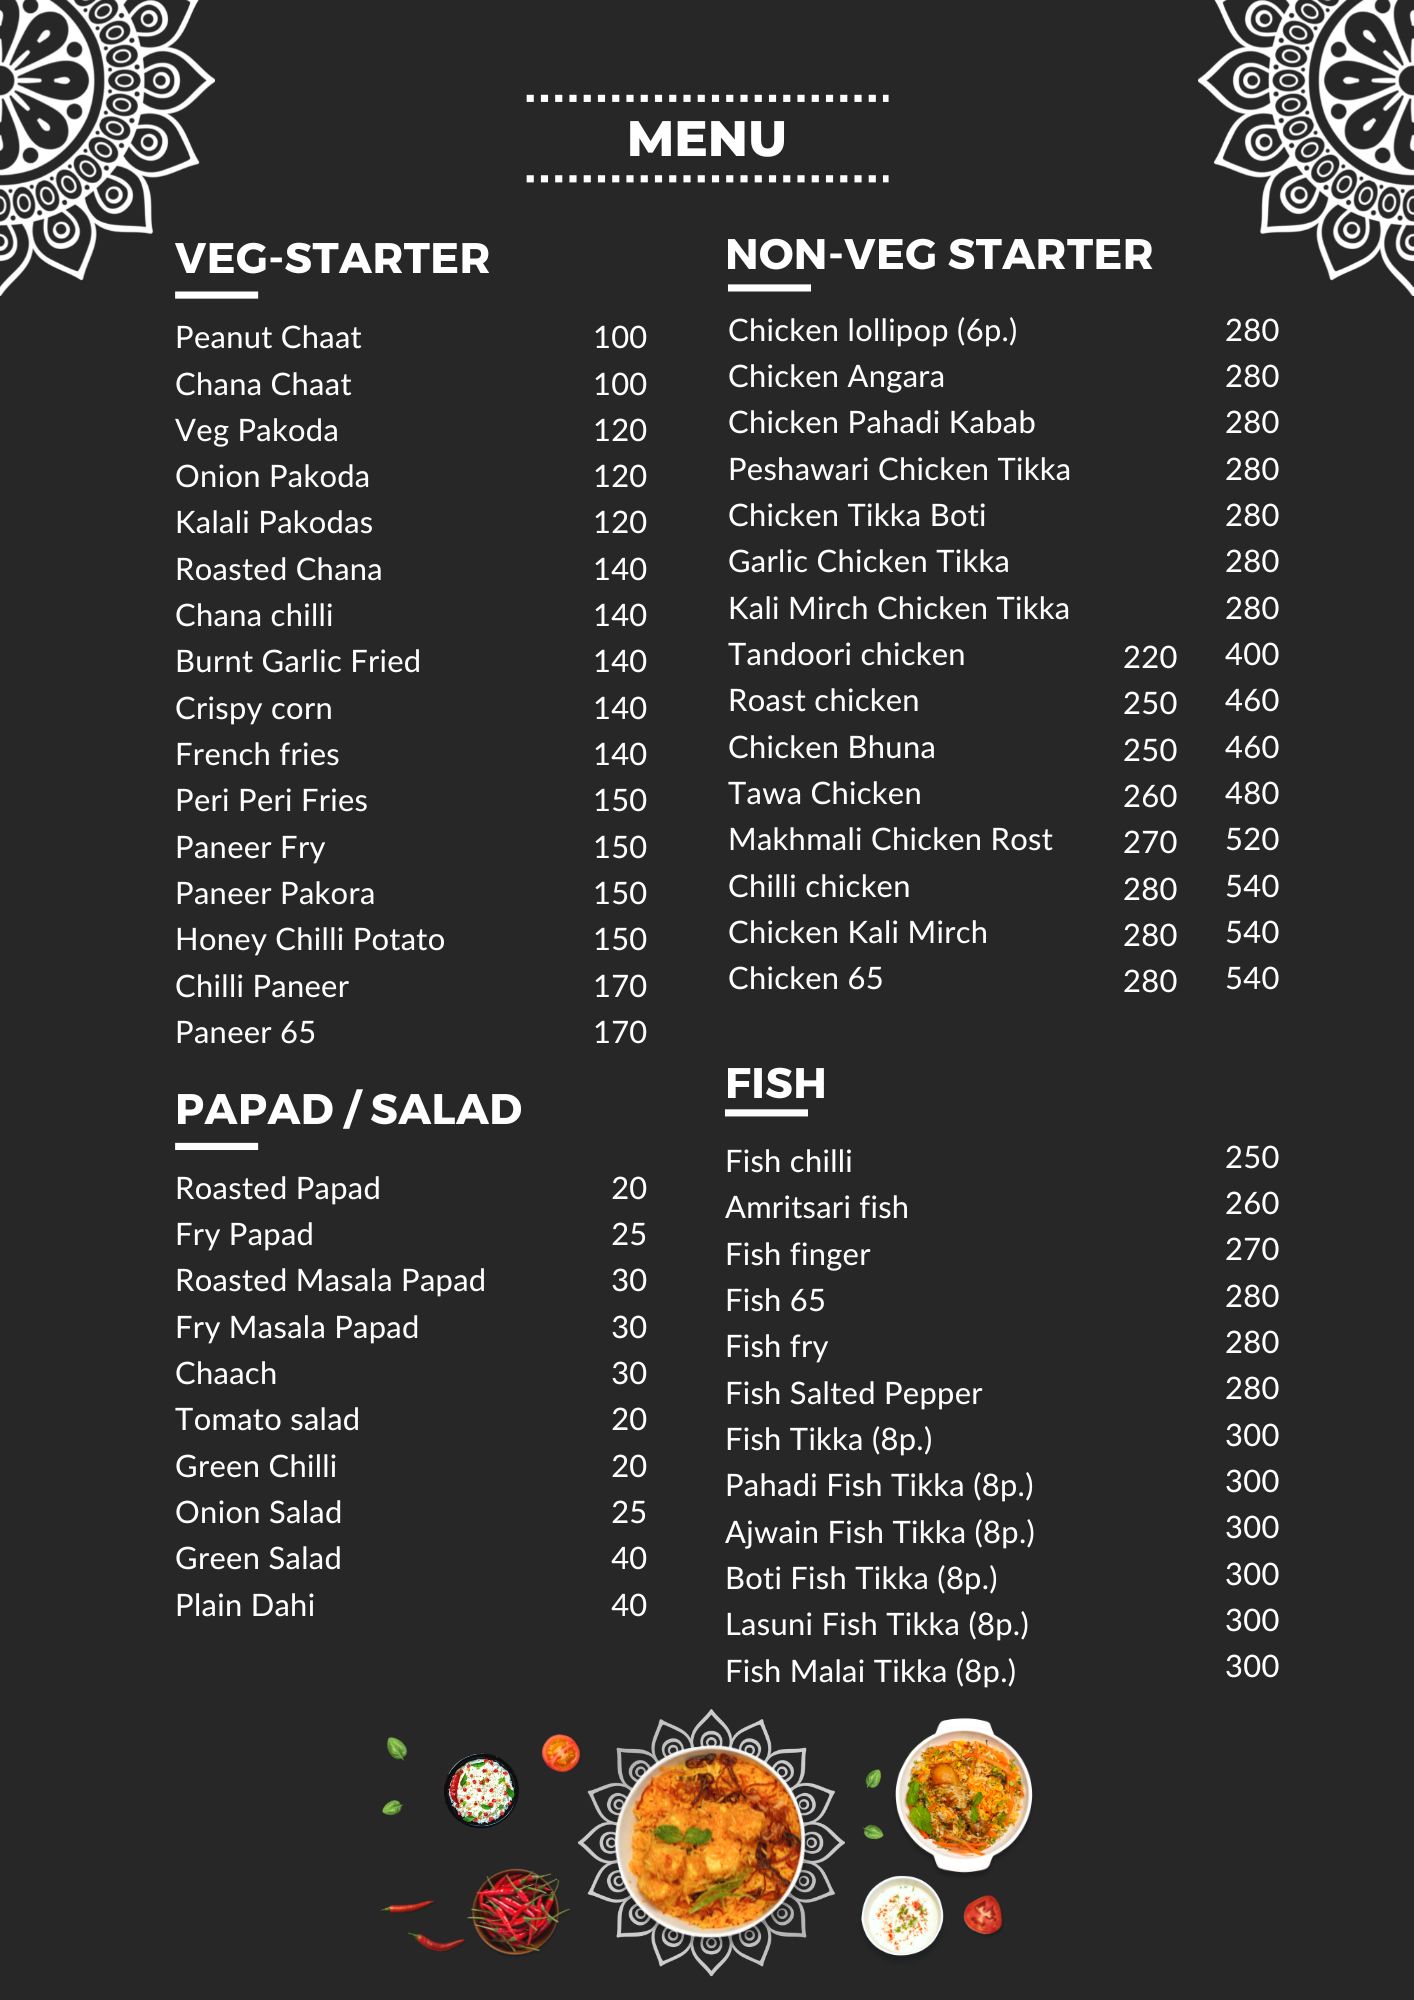 MENU
VEG-STARTER
Peanut Chaat 100
Chana Chaat 100
Veg Pakoda 120
Onion Pakoda 120
Kalali Pakodas 120
Roasted Chana 140
Chana chilli 140
Burnt Garlic Fried 140
Crispy corn 140
French fries 140
Peri Peri Fries 150
Paneer Fry 150
Paneer Pakora 150
Honey Chilli Potato 150
Chilli Paneer 170
Paneer 65 170
PAPAD / SALAD
Roasted Papad 20
Fry Papad 25
Roasted Masala Papad 30
Fry Masala Papad 30
Chaach 30
Tomato salad 20
Green Chilli 20
Onion Salad 25
Green Salad 40
Plain Dahi 40
NON-VEG STARTER
Chicken lollipop (6p.) 280
Chicken Angara 280
Chicken Pahadi Kabab 280
Peshawari Chicken Tikka 280
Chicken Tikka Boti 280
Garlic Chicken Tikka 280
Kali Mirch Chicken Tikka 280
Tandoori chicken 220 400
Roast chicken 250 460
Chicken Bhuna 250 460
Tawa Chicken 260 480
Makhmali Chicken Rost 270 520
Chilli chicken 280 540
Chicken Kali Mirch 280 540
Chicken 65 280 540
FISH
Fish chilli 250
Amritsari fish 260
Fish finger 270
Fish 65 280
Fish fry 280
Fish Salted Pepper 280
Fish Tikka (8p.) 300
Pahadi Fish Tikka (8p.) 300
Ajwain Fish Tikka (8p.) 300
Boti Fish Tikka (8p.) 300
Lasuni Fish Tikka (8p.) 300
Fish Malai Tikka (8p.) 300